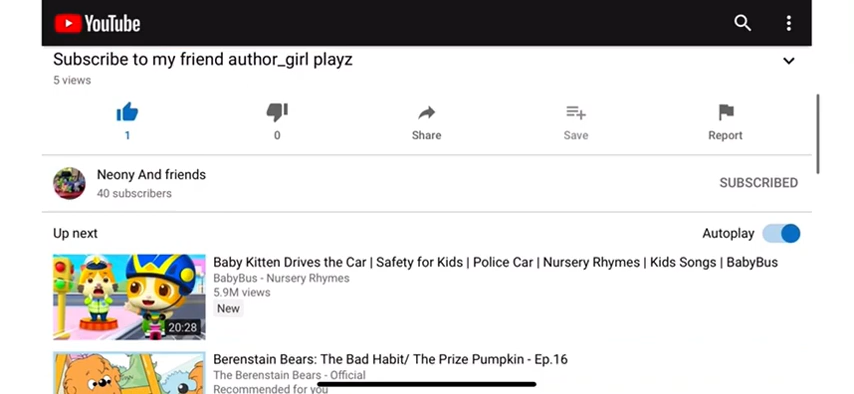 YouTube
Subscribe to my friend author_girl playz
5 views
1
0
Share
Save
Report
Neony And friends
40 subscribers
SUBSCRIBED
Up next
Autoplay
Baby Kitten Drives the Car | Safety for Kids | Police Car | Nursery Rhymes | Kids Songs | BabyBus
BabyBus - Nursery Rhymes
5.9M views
New
20:28
Berenstain Bears: The Bad Habit/ The Prize Pumpkin - Ep.16
The Berenstain Bears - Official
Recommended for you